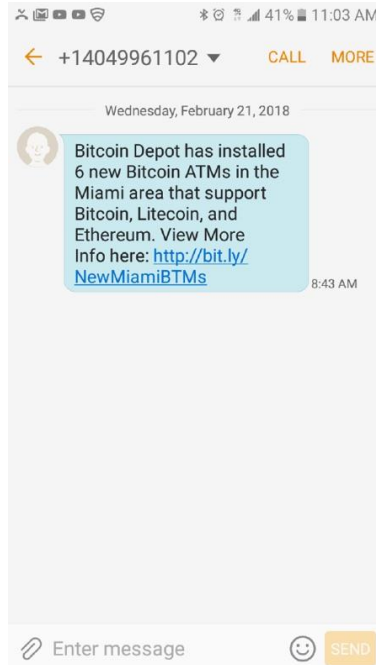 41% 11:03 AM
+14049961102
CALL
MORE
Wednesday, February 21, 2018
Bitcoin Depot has installed
6 new Bitcoin ATMs in the
Miami area that support
Bitcoin, Litecoin, and
Ethereum. View More
Info here: http://bit.ly/
NewMiamiBTMs
8:43 AM
Enter message
SEND